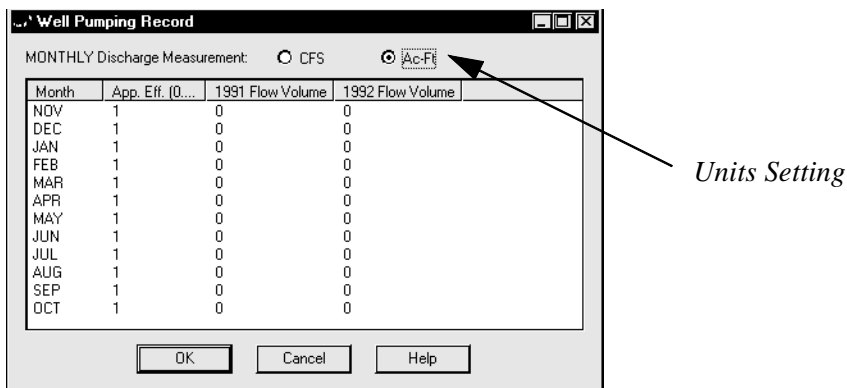 Well Pumping Record
MONTHLY Discharge Measurement: CFS Ac-Ft
Month App. Eff. (0.... 1991 Flow Volume 1992 Flow Volume
NOV 1 0 0
DEC 1 0 0
JAN 1 0 0
FEB 1 0 0
MAR 1 0 0
APR 1 0 0
MAY 1 0 0
JUN 1 0 0
JUL 1 0 0
AUG 1 0 0
SEP 1 0 0
OCT 1 0 0
OK Cancel Help
Units Setting